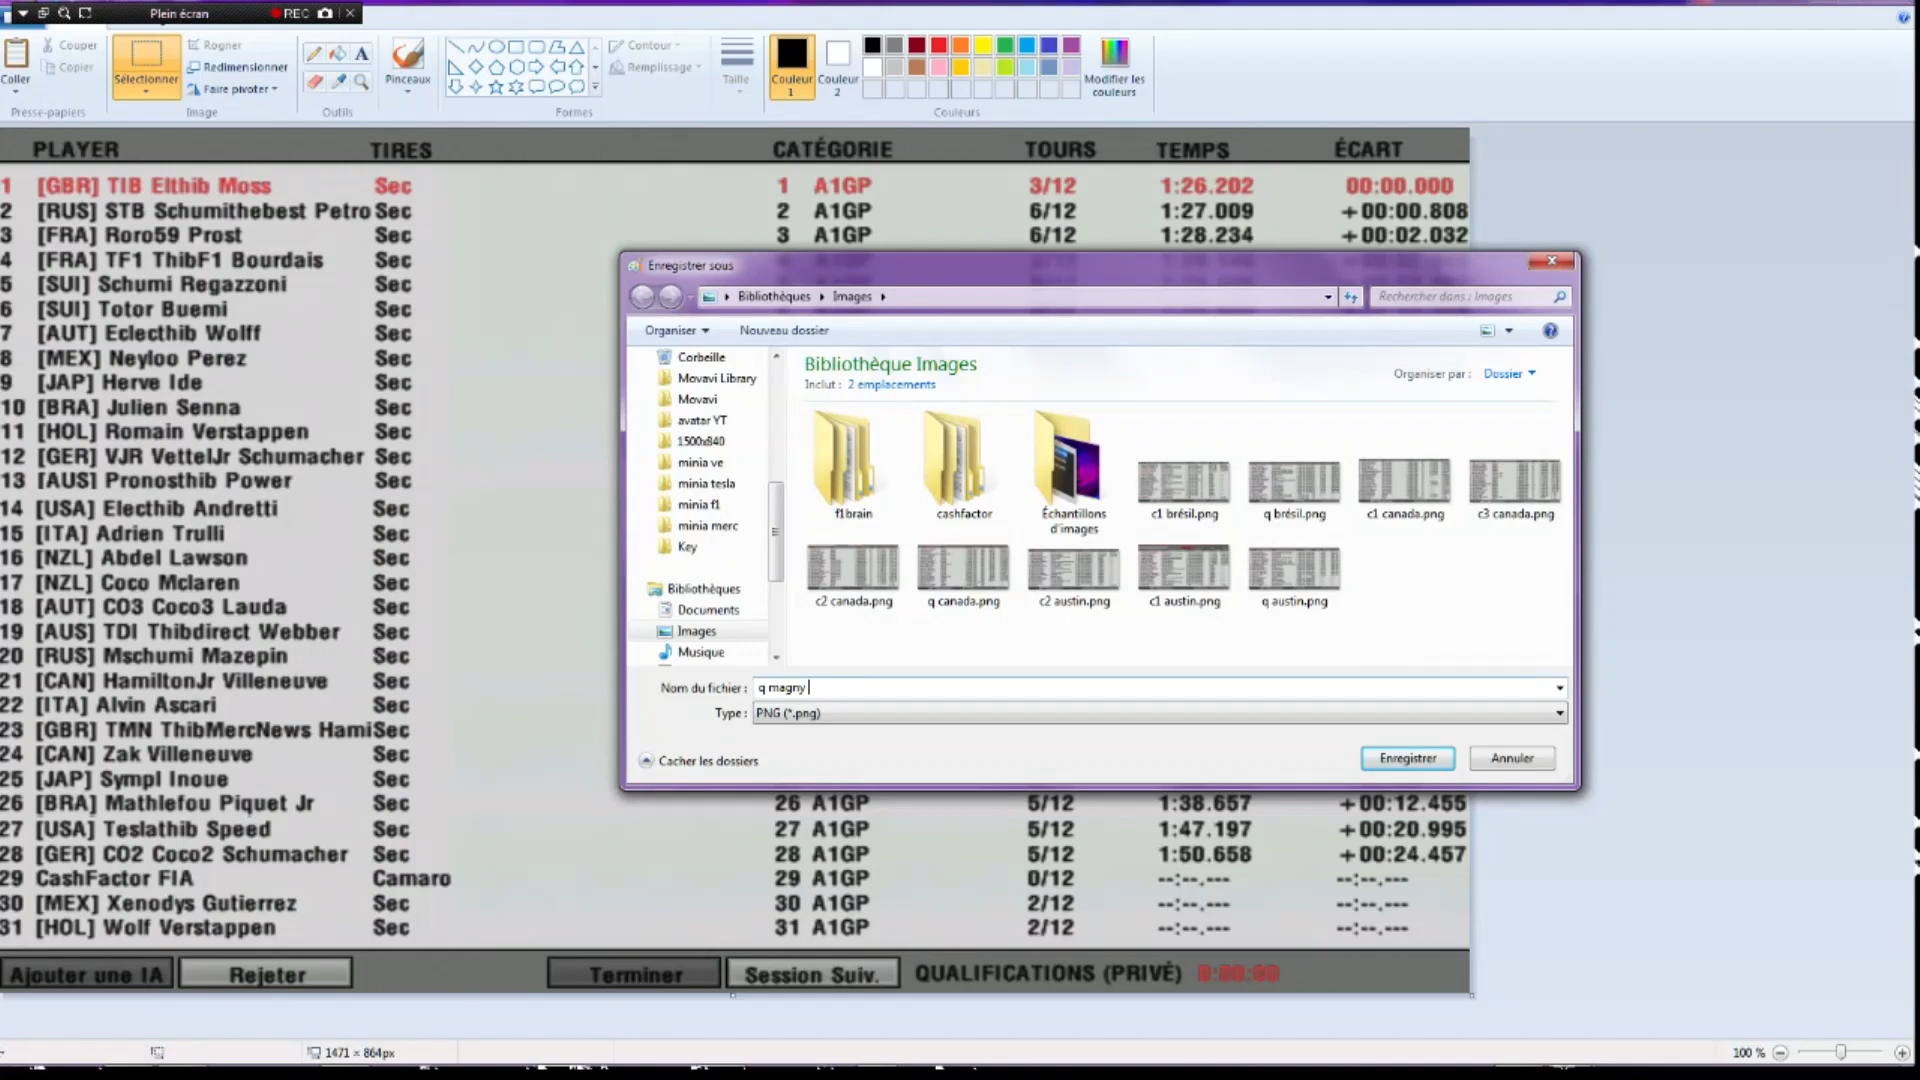 Plein écran REC
Coller
Couper
Copier
Presse-papiers
Sélectionner
Rogner
Redimensionner
Faire pivoter
Image
Outils
Pinceaux
Formes
Contour
Remplissage
Taille
Couleur 1
Couleur 2
Modifier les couleurs
Couleurs
PLAYER TIRES CATÉGORIE TOURS TEMPS ÉCART
1 [GBR] TIB Elthib Moss Sec 1 A1GP 3/12 1:26.202 00:00.000
2 [RUS] STB Schumithebest Petro Sec 2 A1GP 6/12 1:27.009 +00:00.808
3 [FRA] Roro59 Prost Sec 3 A1GP 6/12 1:28.234 +00:02.032
4 [FRA] TF1 ThibF1 Bourdais Sec
5 [SUI] Schumi Regazzoni Sec
6 [SUI] Totor Buemi Sec
7 [AUT] Eclecthib Wolff Sec
8 [MEX] Neyloo Perez Sec
9 [JAP] Herve Ide Sec
10 [BRA] Julien Senna Sec
11 [HOL] Romain Verstappen Sec
12 [GER] VJR VettelJr Schumacher Sec
13 [AUS] Pronosthib Power Sec
14 [USA] Electhib Andretti Sec
15 [ITA] Adrien Trulli Sec
16 [NZL] Abdel Lawson Sec
17 [NZL] Coco Mclaren Sec
18 [AUT] CO3 Coco3 Lauda Sec
19 [AUS] TDI Thibdirect Webber Sec
20 [RUS] Mschumi Mazepin Sec
21 [CAN] HamiltonJr Villeneuve Sec
22 [ITA] Alvin Ascari Sec
23 [GBR] TMN ThibMercNews Hami Sec
24 [CAN] Zak Villeneuve Sec
25 [JAP] Sympl Inoue Sec
26 [BRA] Mathlefou Piquet Jr Sec 26 A1GP 5/12 1:38.657 +00:12.455
27 [USA] Teslathib Speed Sec 27 A1GP 5/12 1:47.197 +00:20.995
28 [GER] CO2 Coco2 Schumacher Sec 28 A1GP 5/12 1:50.658 +00:24.457
29 CashFactor FIA Camaro 29 A1GP 0/12 --:--.---
30 [MEX] Xenodys Gutierrez Sec 30 A1GP 2/12 --:--.--- --:--.---
31 [HOL] Wolf Verstappen Sec 31 A1GP 2/12 --:--.--- --:--.---
Ajouter une IA Rejeter Terminer Session Suiv. QUALIFICATIONS (PRIVÉ) 0:00:00
Enregistrer sous
Bibliothèques Images Rechercher dans : Images
Organiser Nouveau dossier
Corbeille
Movavi Library
Movavi
avatar YT
1500x840
minia ve
minia tesla
minia f1
minia merc
Key
Bibliothèques
Documents
Images
Musique
Bibliothèque Images
Inclut : 2 emplacements
Organiser par : Dossier
f1brain cashfactor Échantillons d'images c1 brésil.png q brésil.png c1 canada.png c3 canada.png
c2 canada.png q canada.png c2 austin.png c1 austin.png q austin.png
Nom du fichier : q magny
Type : PNG (*.png)
Cacher les dossiers Enregistrer Annuler
1471 × 864px 100 %